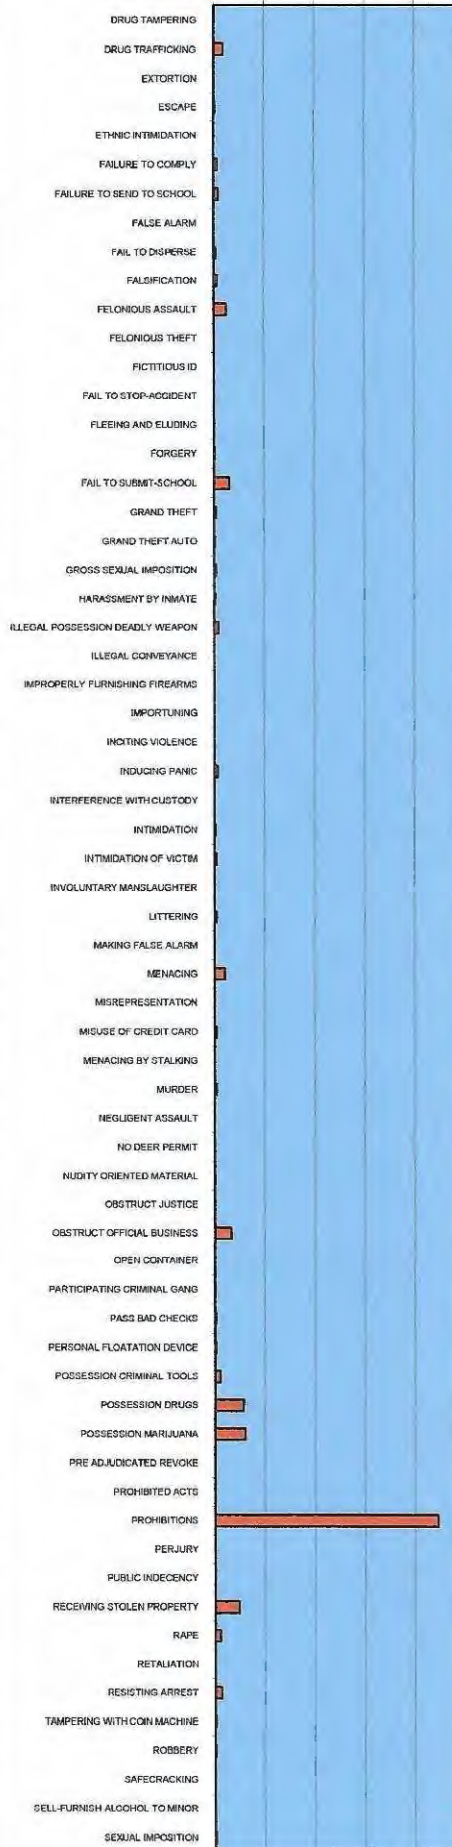 DRUG TAMPERING
DRUG TRAFFICKING
EXTORTION
ESCAPE
ETHNIC INTIMIDATION
FAILURE TO COMPLY
FAILURE TO SEND TO SCHOOL
FALSE ALARM
FAIL TO DISPERSE
FALSIFICATION
FELONIOUS ASSAULT
FELONIOUS THEFT
FICTITIOUS ID
FAIL TO STOP-ACCIDENT
FLEEING AND ELUDING
FORGERY
FAIL TO SUBMIT-SCHOOL
GRAND THEFT
GRAND THEFT AUTO
GROSS SEXUAL IMPOSITION
HARASSMENT BY INMATE
ILLEGAL POSSESSION DEADLY WEAPON
ILLEGAL CONVEYANCE
IMPROPERLY FURNISHING FIREARMS
IMPORTUNING
INCITING VIOLENCE
INDUCING PANIC
INTERFERENCE WITH CUSTODY
INTIMIDATION
INTIMIDATION OF VICTIM
INVOLUNTARY MANSLAUGHTER
LITTERING
MAKING FALSE ALARM
MENACING
MISREPRESENTATION
MISUSE OF CREDIT CARD
MENACING BY STALKING
MURDER
NEGLIGENT ASSAULT
NO DEER PERMIT
NUDITY ORIENTED MATERIAL
OBSTRUCT JUSTICE
OBSTRUCT OFFICIAL BUSINESS
OPEN CONTAINER
PARTICIPATING CRIMINAL GANG
PASS BAD CHECKS
PERSONAL FLOATATION DEVICE
POSSESSION CRIMINAL TOOLS
POSSESSION DRUGS
POSSESSION MARIJUANA
PRE ADJUDICATED REVOKE
PROHIBITED ACTS
PROHIBITIONS
PERJURY
PUBLIC INDECENCY
RECEIVING STOLEN PROPERTY
RAPE
RETALIATION
RESISTING ARREST
TAMPERING WITH COIN MACHINE
ROBBERY
SAFECRACKING
SELL-FURNISH ALCOHOL TO MINOR
SEXUAL IMPOSITION